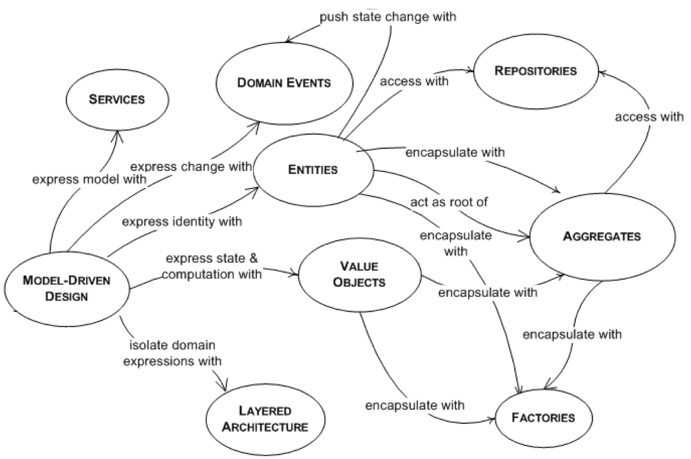 push state change with
DOMAIN EVENTS
REPOSITORIES
access with
SERVICES
access with
encapsulate with
express change with
ENTITIES
express model with
act as root of
express identity with
encapsulate
with
AGGREGATES
express state &
computation with
VALUE
OBJECTS
MODEL-DRIVEN
DESIGN
encapsulate with
encapsulate with
isolate domain
expressions with
encapsulate with
LAYERED
ARCHITECTURE
FACTORIES